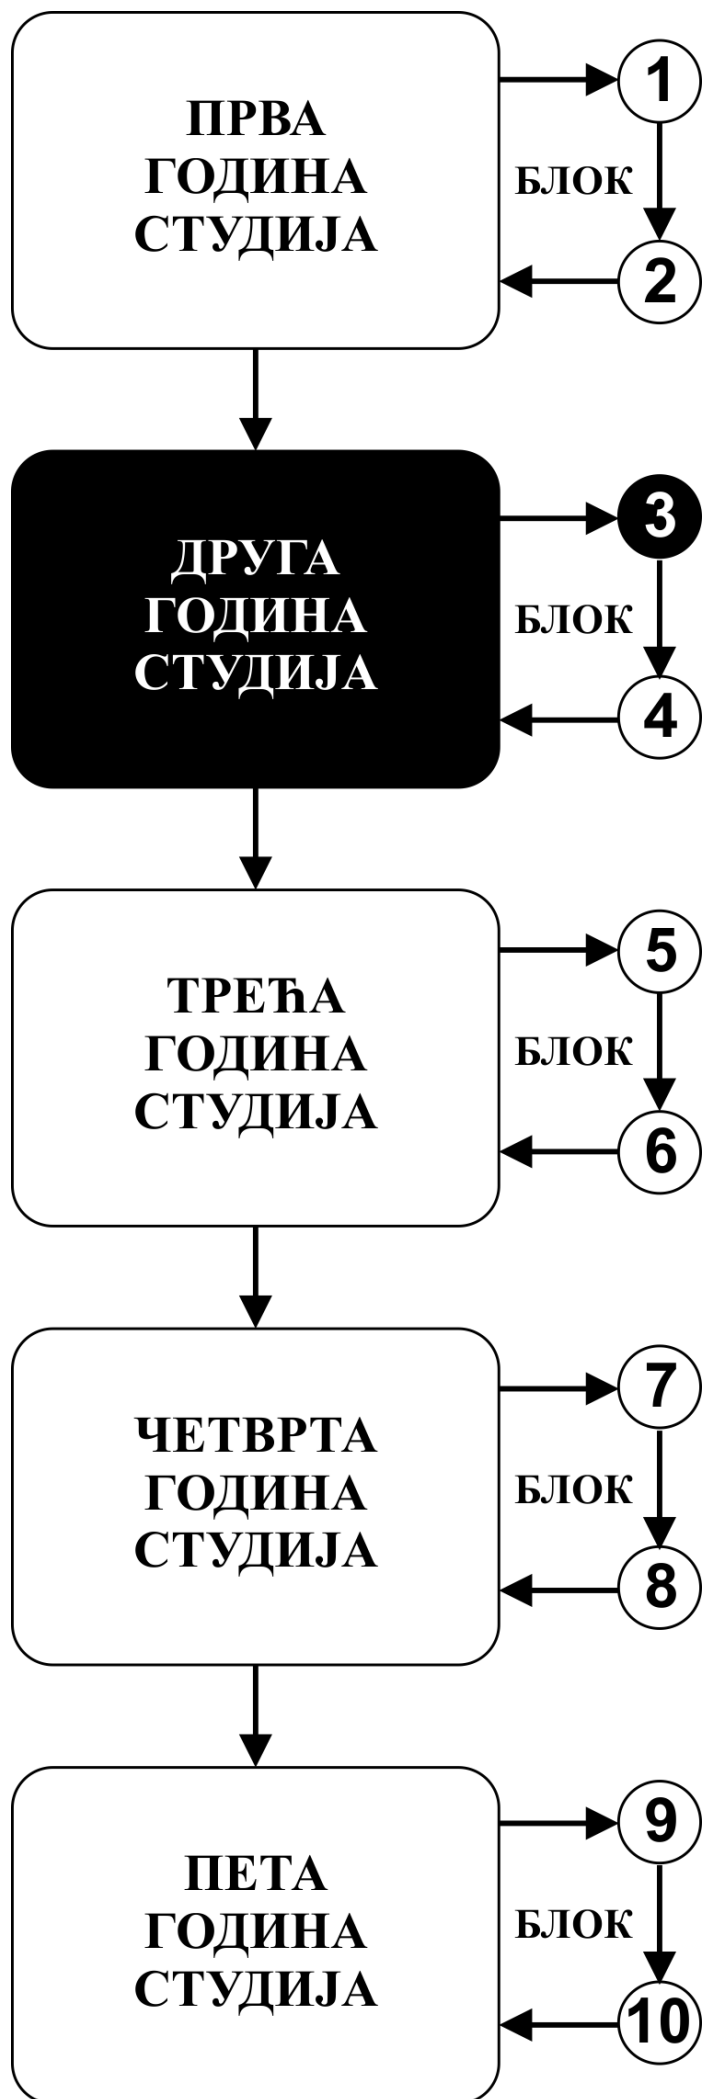 ПРВА
ГОДИНА
СТУДИЈА
1
БЛОК
2
ДРУГА
ГОДИНА
СТУДИЈА
3
БЛОК
4
ТРЕЋА
ГОДИНА
СТУДИЈА
5
БЛОК
6
ЧЕТВРТА
ГОДИНА
СТУДИЈА
7
БЛОК
8
ПЕТА
ГОДИНА
СТУДИЈА
9
БЛОК
10